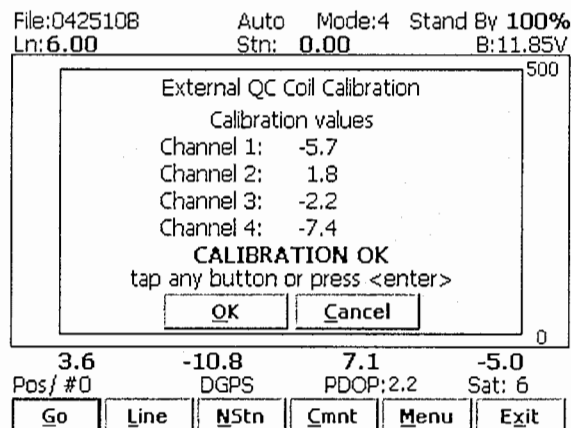 File:0425108 Auto Mode:4 Stand By 100%
Ln:6.00 Stn: 0.00 B:11.85V
500
External QC Coil Calibration
Calibration values
Channel 1: -5.7
Channel 2: 1.8
Channel 3: -2.2
Channel 4: -7.4
CALIBRATION OK
tap any button or press <enter>
OK Cancel
0
3.6 -10.8 7.1 -5.0
Pos/ #0 DGPS PDOP:2.2 Sat: 6
Go Line NStn Cmnt Menu Exit